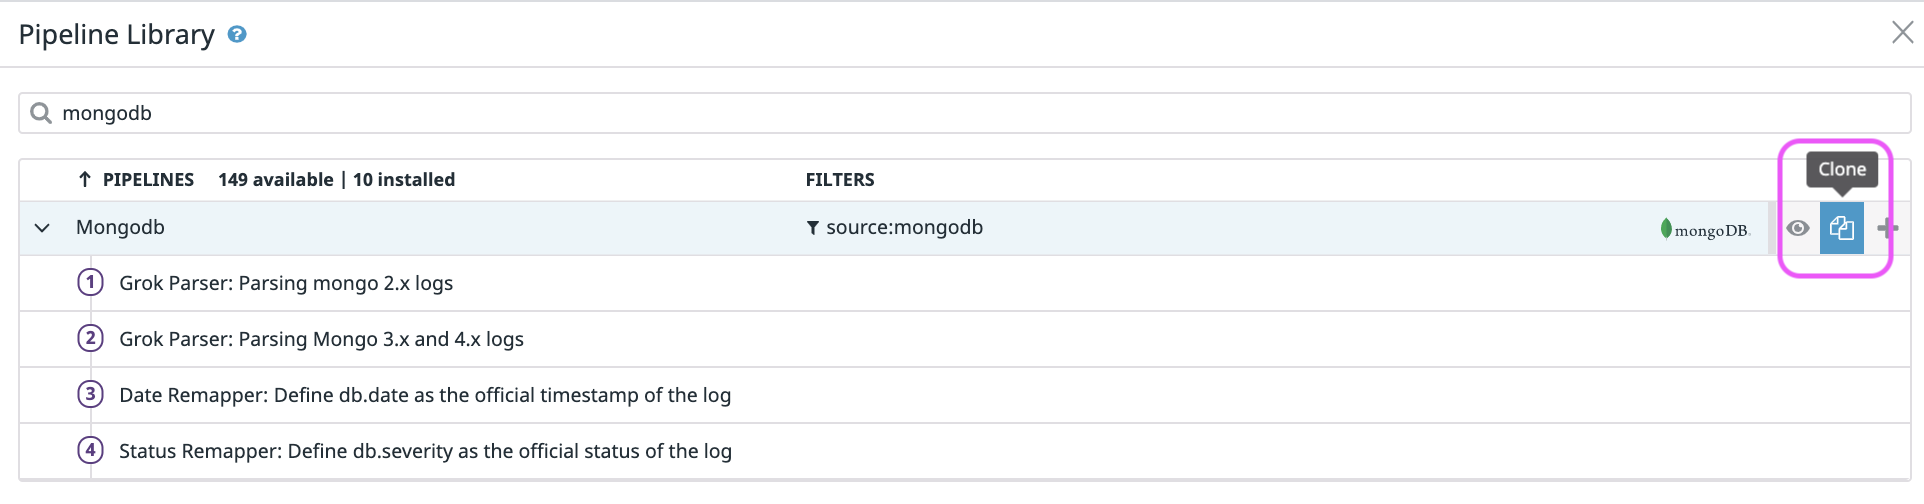 Pipeline Library ?
mongodb
↑ PIPELINES 149 available | 10 installed FILTERS
Clone
Mongodb source:mongodb mongoDB.
1 Grok Parser: Parsing mongo 2.x logs
2 Grok Parser: Parsing Mongo 3.x and 4.x logs
3 Date Remapper: Define db.date as the official timestamp of the log
4 Status Remapper: Define db.severity as the official status of the log